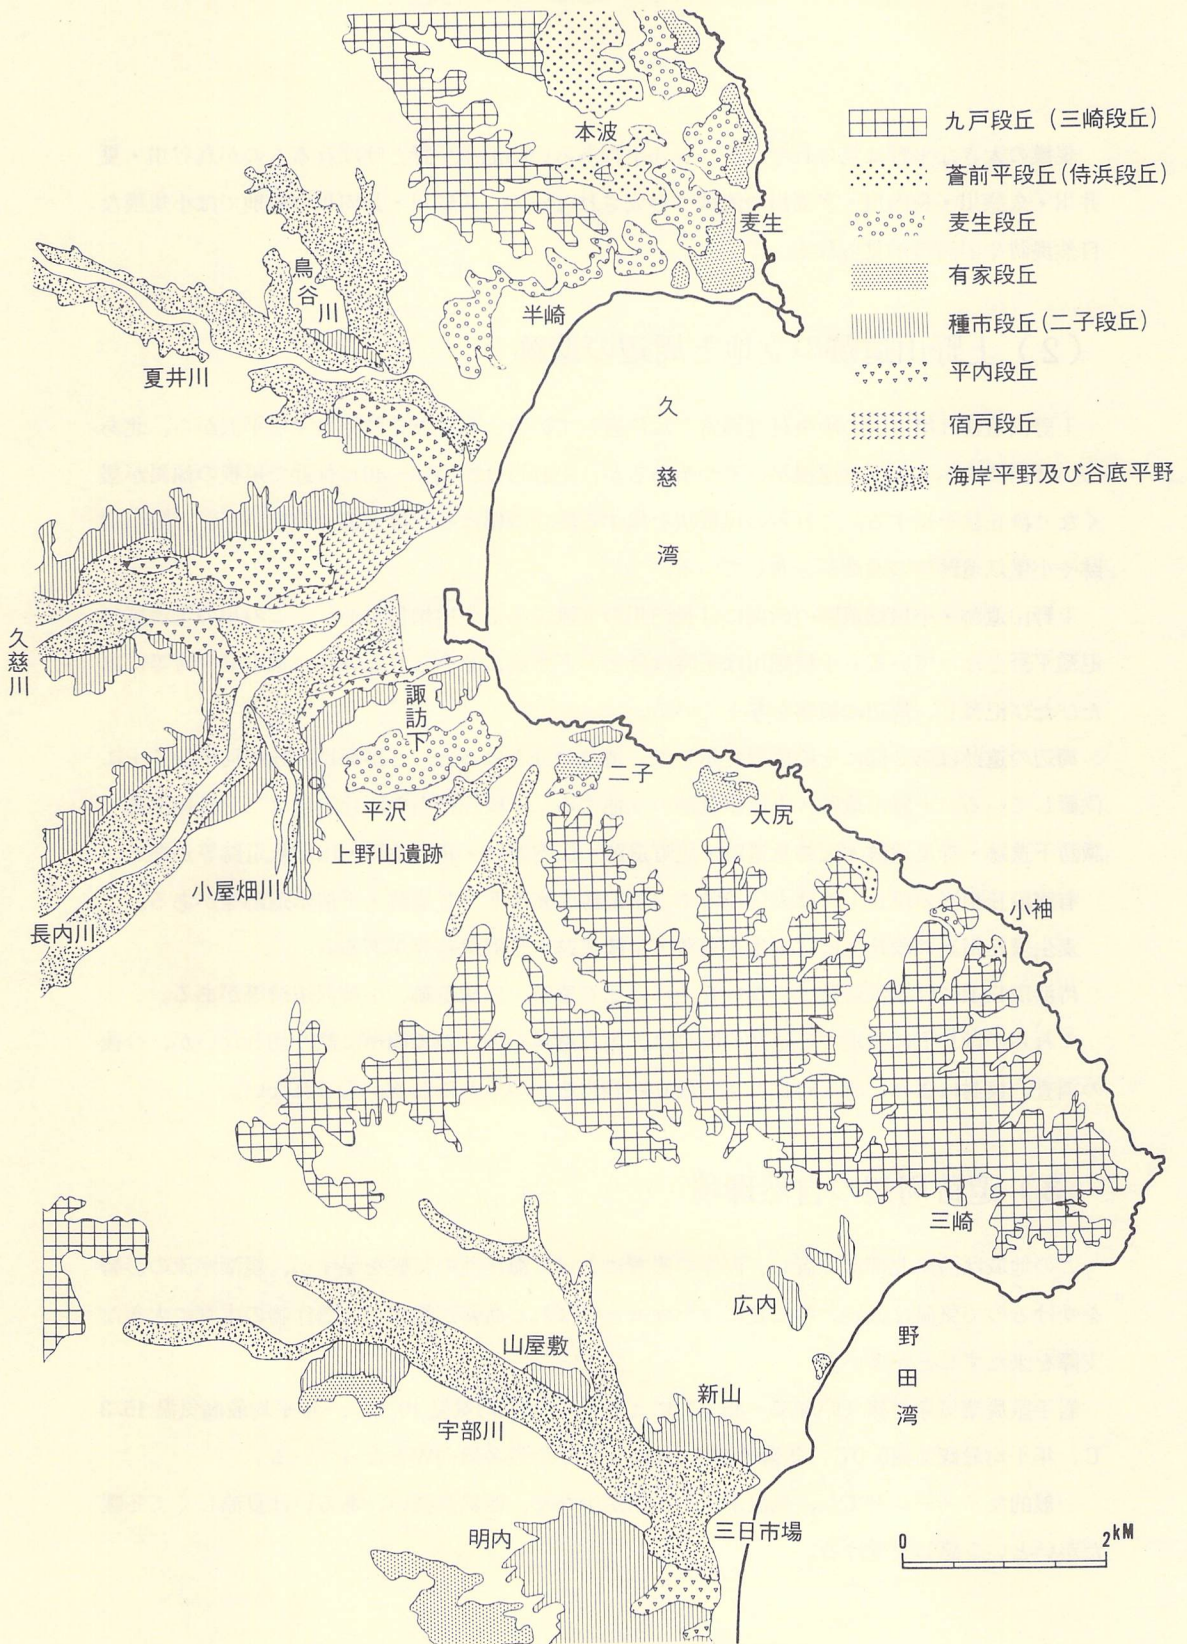 九戸段丘（三崎段丘）
蒼前平段丘(侍浜段丘)
麦生段丘
有家段丘
種市段丘(二子段丘)
平内段丘
宿戸段丘
海岸平野及び谷底平野
本波
麦生
半崎
鳥谷川
夏井川
久慈湾
久慈川
諏訪下
二子
大尻
平沢
上野山遺跡
小屋畑川
長内川
小袖
三崎
広内
野田湾
山屋敷
新山
宇部川
三日市場
明内
0 2kM